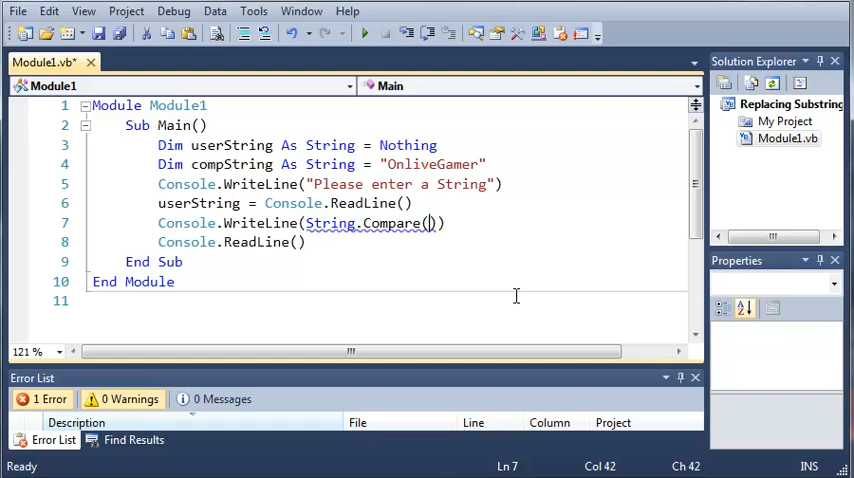 File Edit View Project Debug Data Tools Window Help
Module1.vb*
Module1 Main
1 Module Module1
2 Sub Main()
3 Dim userString As String = Nothing
4 Dim compString As String = "OnliveGamer"
5 Console.WriteLine("Please enter a String")
6 userString = Console.ReadLine()
7 Console.WriteLine(String.Compare())
8 Console.ReadLine()
9 End Sub
10 End Module
11
121 %
Solution Explorer
Replacing Substring
My Project
Module1.vb
Properties
Error List
1 Error 0 Warnings 0 Messages
Description File Line Column Project
Error List Find Results
Ready Ln 7 Col 42 Ch 42 INS